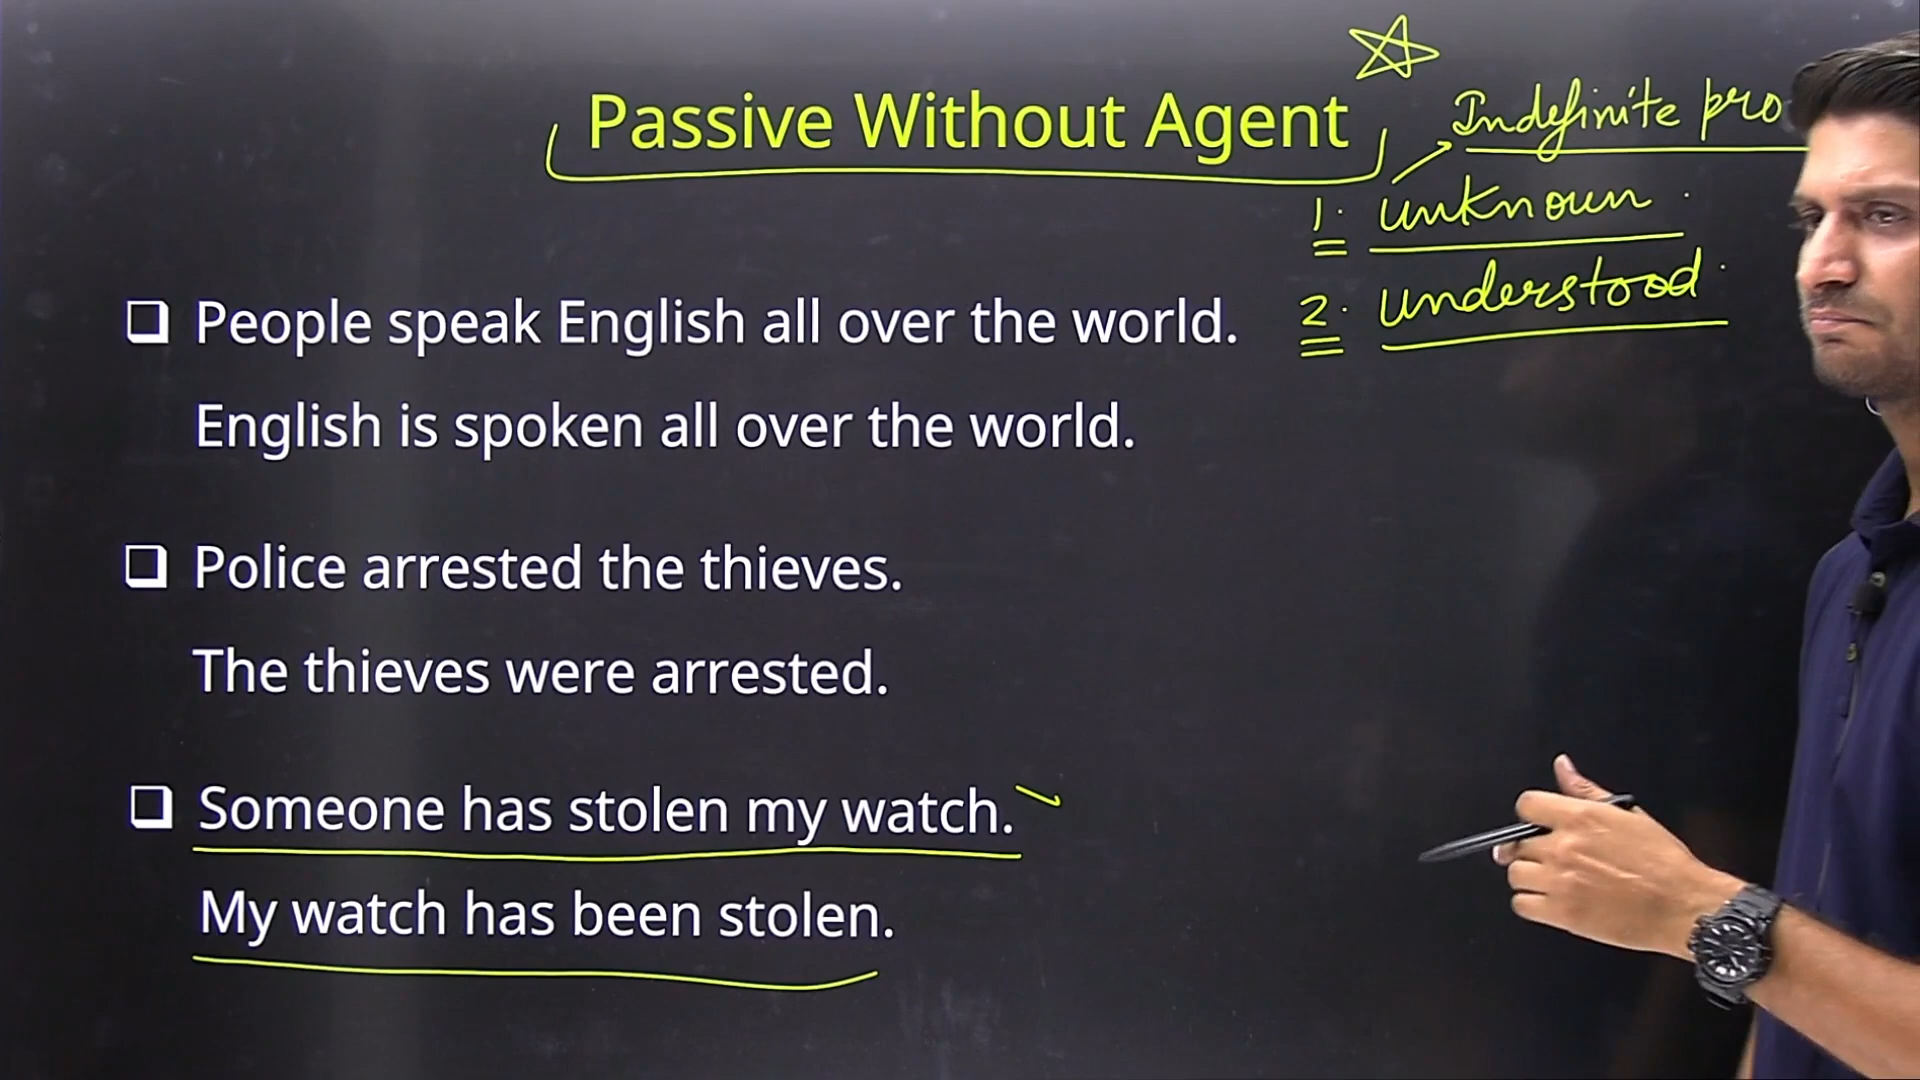 Passive Without Agent
Indefinite pro
1. unknown
2. understood
❑ People speak English all over the world.
English is spoken all over the world.
❑ Police arrested the thieves.
The thieves were arrested.
❑ Someone has stolen my watch.
My watch has been stolen.